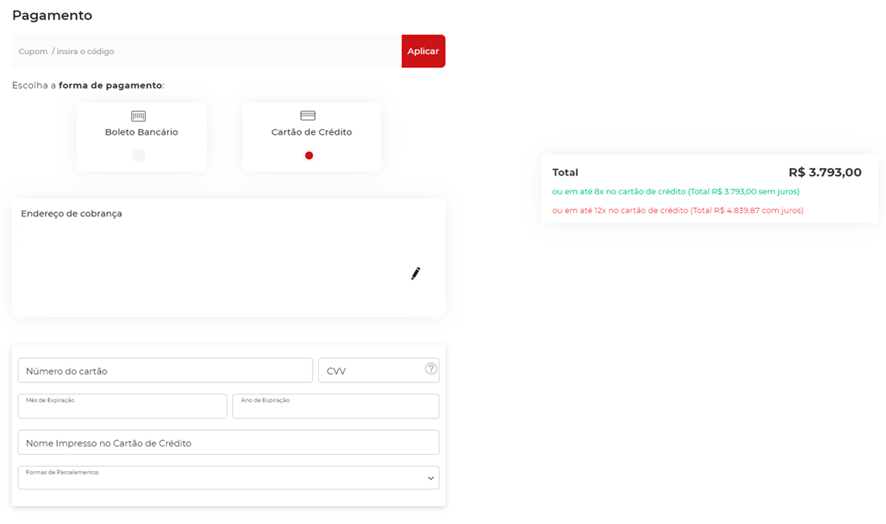 Pagamento
Cupom / insira o código
Aplicar
Escolha a forma de pagamento:
Boleto Bancário
Cartão de Crédito
Endereço de cobrança
Número do cartão
CVV
?
Mês de Expiração
Ano de Expiração
Nome Impresso no Cartão de Crédito
Formas de Parcelamentos
Total R$ 3.793,00
ou em até 8x no cartão de crédito (Total R$ 3.793,00 sem juros)
ou em até 12x no cartão de crédito (Total R$ 4.839,87 com juros)